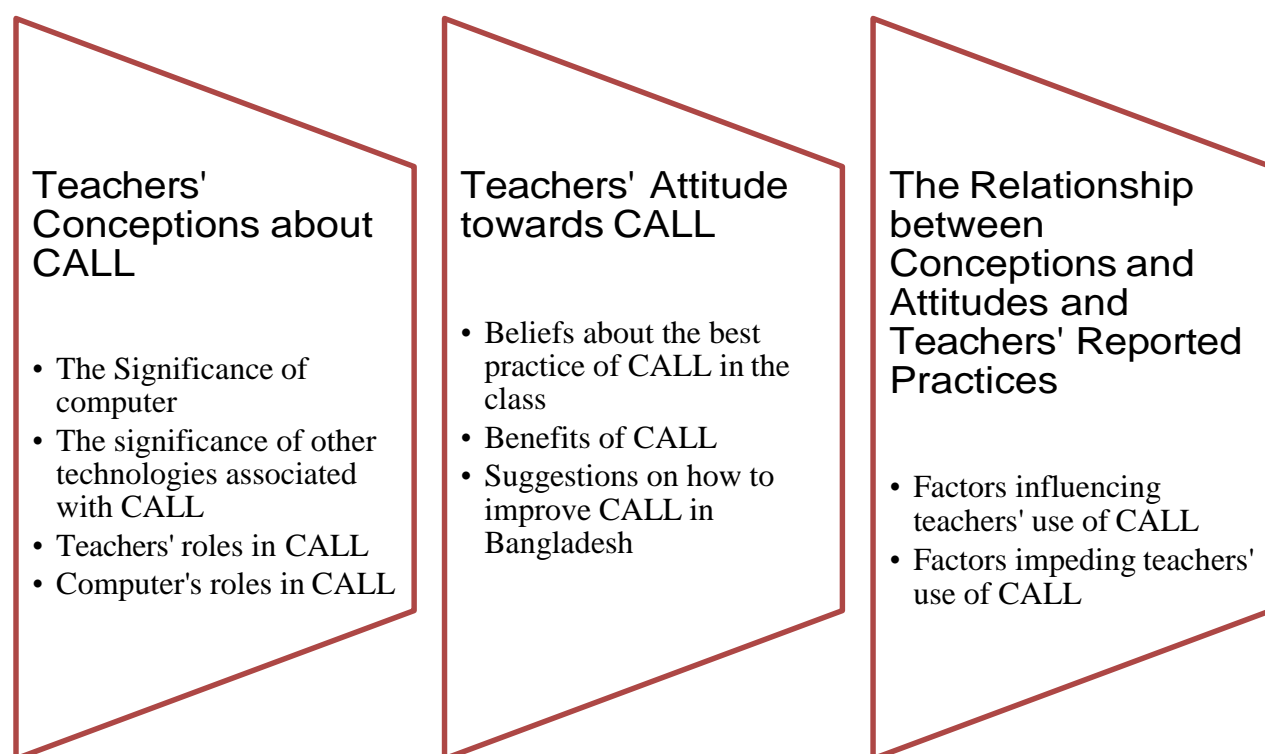 Teachers'
Conceptions about
CALL
• The Significance of
computer
• The significance of other
technologies associated
with CALL
• Teachers' roles in CALL
• Computer's roles in CALL
Teachers' Attitude
towards CALL
• Beliefs about the best
practice of CALL in the
class
• Benefits of CALL
• Suggestions on how to
improve CALL in
Bangladesh
The Relationship
between
Conceptions and
Attitudes and
Teachers' Reported
Practices
• Factors influencing
teachers' use of CALL
• Factors impeding teachers'
use of CALL